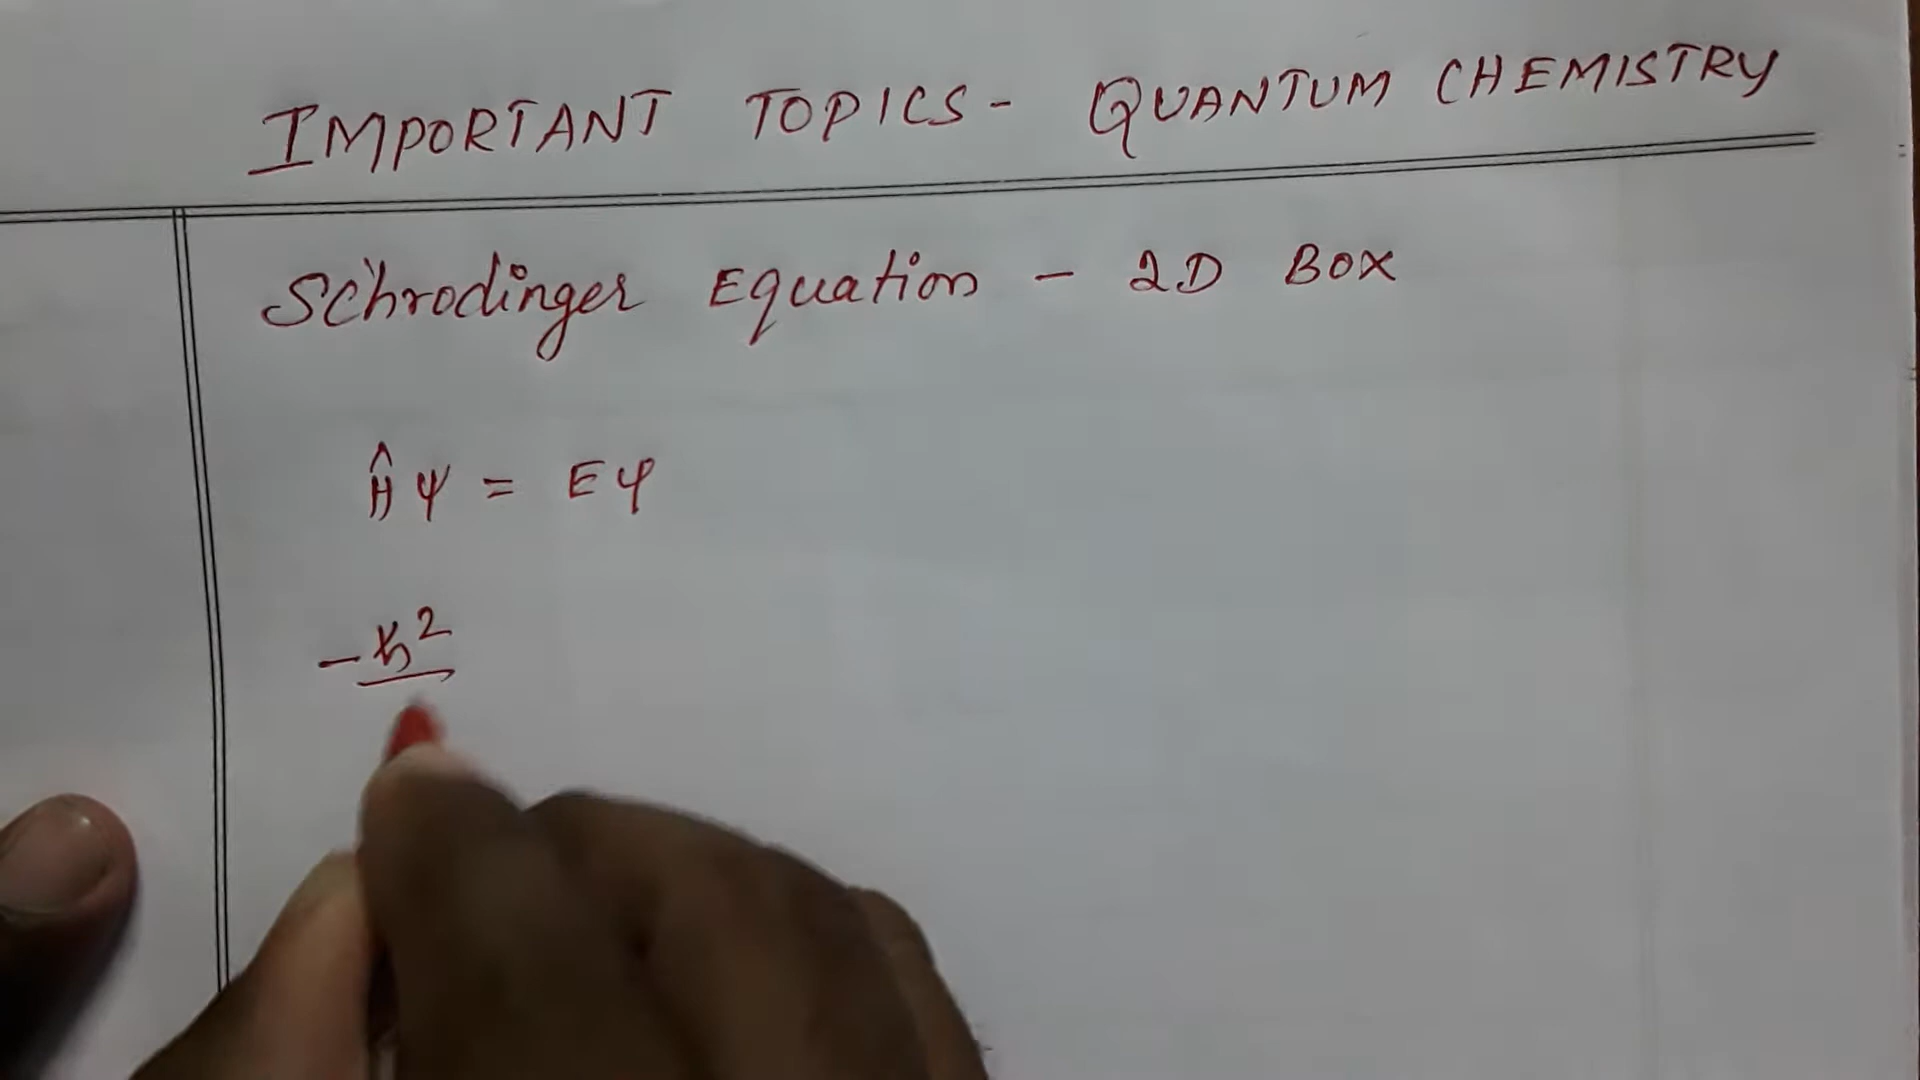 IMPORTANT TOPICS - QUANTUM CHEMISTRY
Schrodinger Equation - 2D BOX
Ĥψ = Eψ
-ħ²